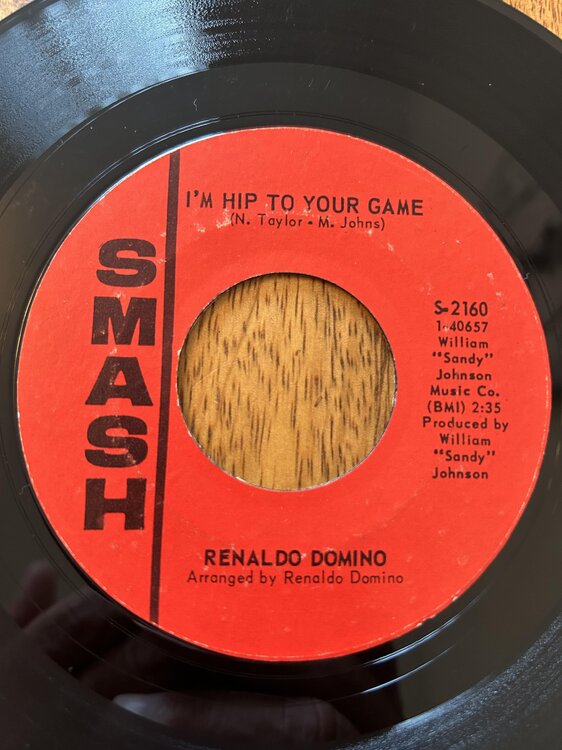 I'M HIP TO YOUR GAME
(N. Taylor • M. Johns)
SMASH
S-2160
1-40657
William
"Sandy"
Johnson
Music Co.
(BMI) 2:35
Produced by
William
"Sandy"
Johnson
RENALDO DOMINO
Arranged by Renaldo Domino